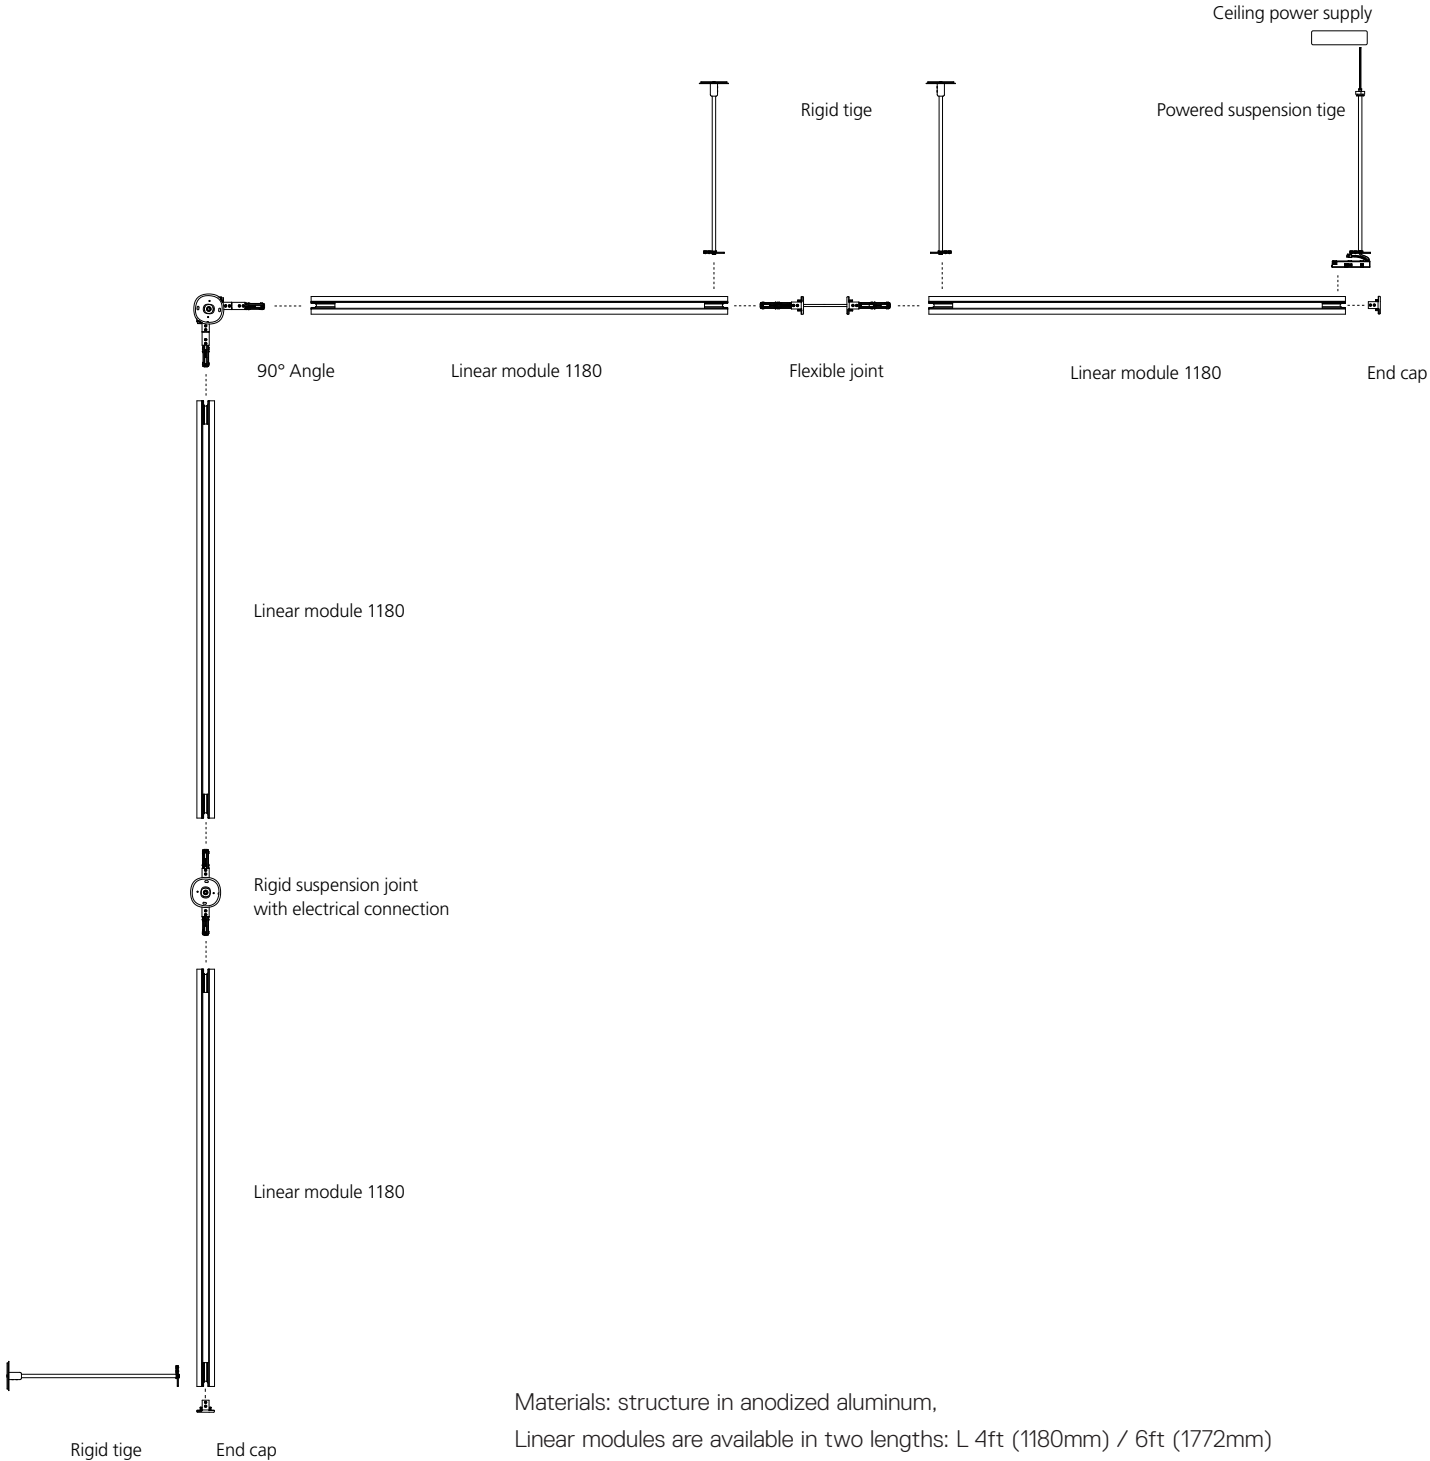 Ceiling power supply
Rigid tige
Powered suspension tige
90° Angle
Linear module 1180
Flexible joint
Linear module 1180
End cap
Linear module 1180
Rigid suspension joint
with electrical connection
Linear module 1180
Materials: structure in anodized aluminum,
Linear modules are available in two lengths: L 4ft (1180mm) / 6ft (1772mm)
Rigid tige
End cap